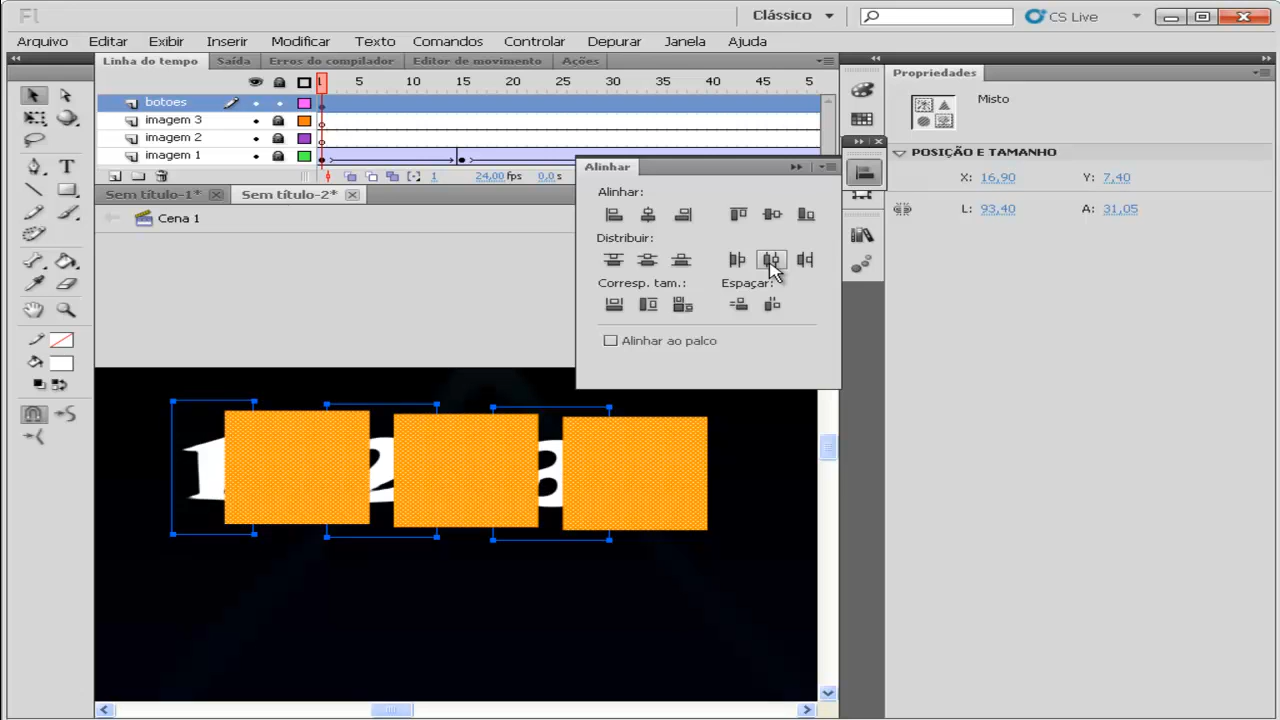 Fl Clássico CS Live
Arquivo Editar Exibir Inserir Modificar Texto Comandos Controlar Depurar Janela Ajuda
Linha do tempo Saída Erros do compilador Editor de movimento Ações
1 5 10 15 20 25 30 35 40 45 5
botoes
imagem 3
imagem 2
imagem 1
1 24,00 fps 0,0 s
Sem título-1* Sem título-2*
Cena 1
Alinhar
Alinhar:
Distribuir:
Corresp. tam.: Espaçar:
Alinhar ao palco
Propriedades
Misto
POSIÇÃO E TAMANHO
X: 16,90 Y: 7,40
L: 93,40 A: 31,05
1 2 3